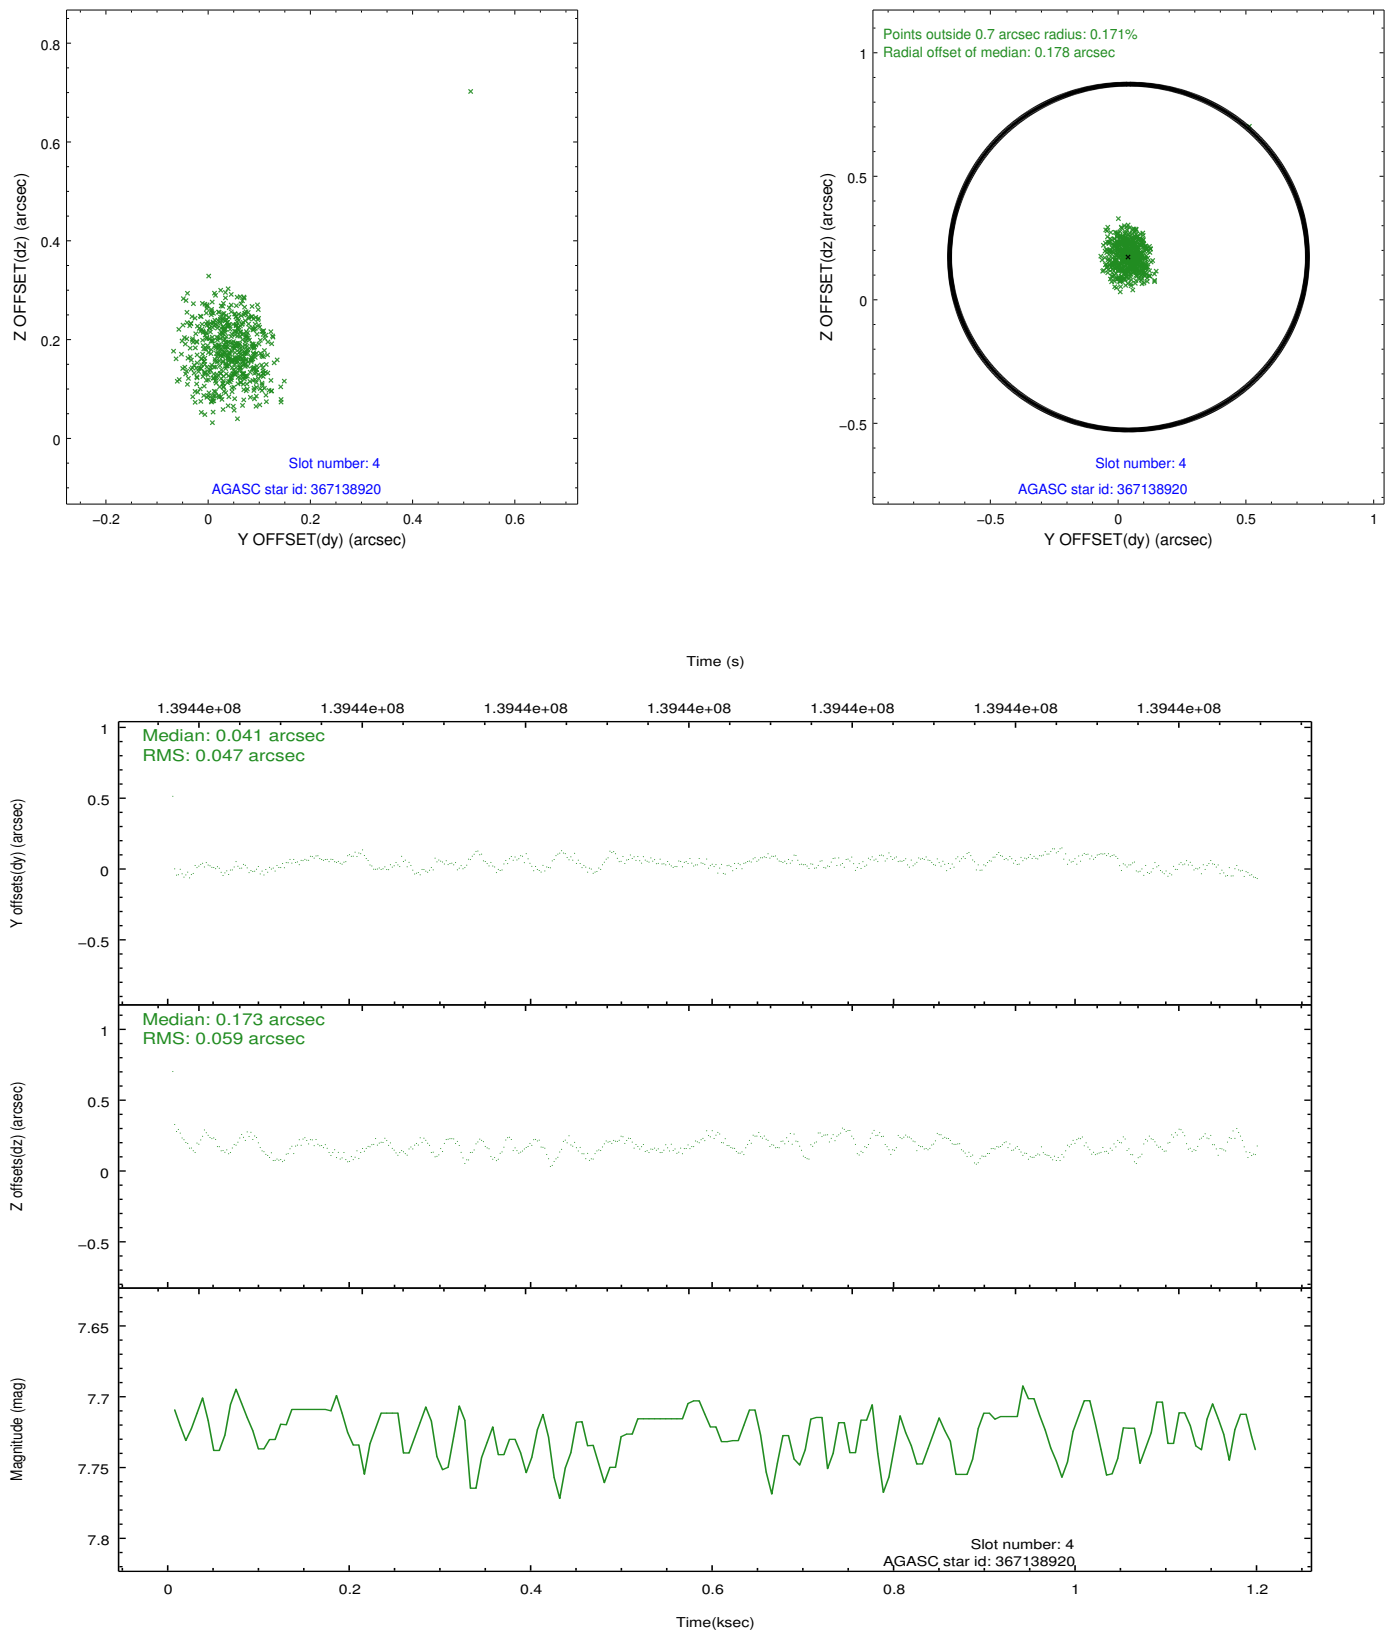 0.8
0.6
0.4
0.2
0
Z OFFSET(dz) (arcsec)
Slot number: 4
AGASC star id: 367138920
−0.2 0 0.2 0.4 0.6
Y OFFSET(dy) (arcsec)
Points outside 0.7 arcsec radius: 0.171%
Radial offset of median: 0.178 arcsec
1
0.5
0
−0.5
Z OFFSET(dz) (arcsec)
Slot number: 4
AGASC star id: 367138920
−0.5 0 0.5 1
Y OFFSET(dy) (arcsec)
Time (s)
1.3944e+08 1.3944e+08 1.3944e+08 1.3944e+08 1.3944e+08 1.3944e+08 1.3944e+08
Median: 0.041 arcsec
RMS: 0.047 arcsec
1
0.5
0
−0.5
Y offsets(dy) (arcsec)
Median: 0.173 arcsec
RMS: 0.059 arcsec
1
0.5
0
−0.5
Z offsets(dz) (arcsec)
7.65
7.7
7.75
7.8
Magnitude (mag)
Slot number: 4
AGASC star id: 367138920
0 0.2 0.4 0.6 0.8 1 1.2
Time(ksec)